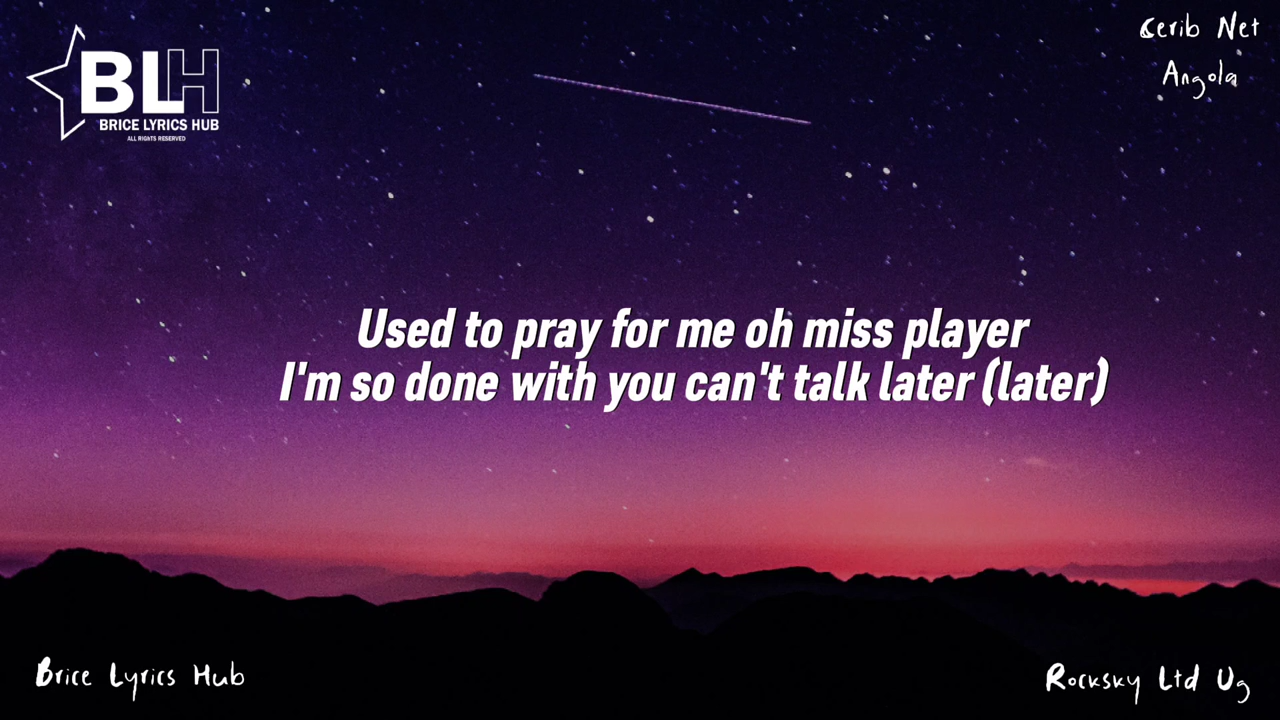 BLH
BRICE LYRICS HUB
ALL RIGHTS RESERVED
Cerib Net
Angola
Used to pray for me oh miss player
I'm so done with you can't talk later (later)
Brice Lyrics Hub
Rocksky Ltd Ug